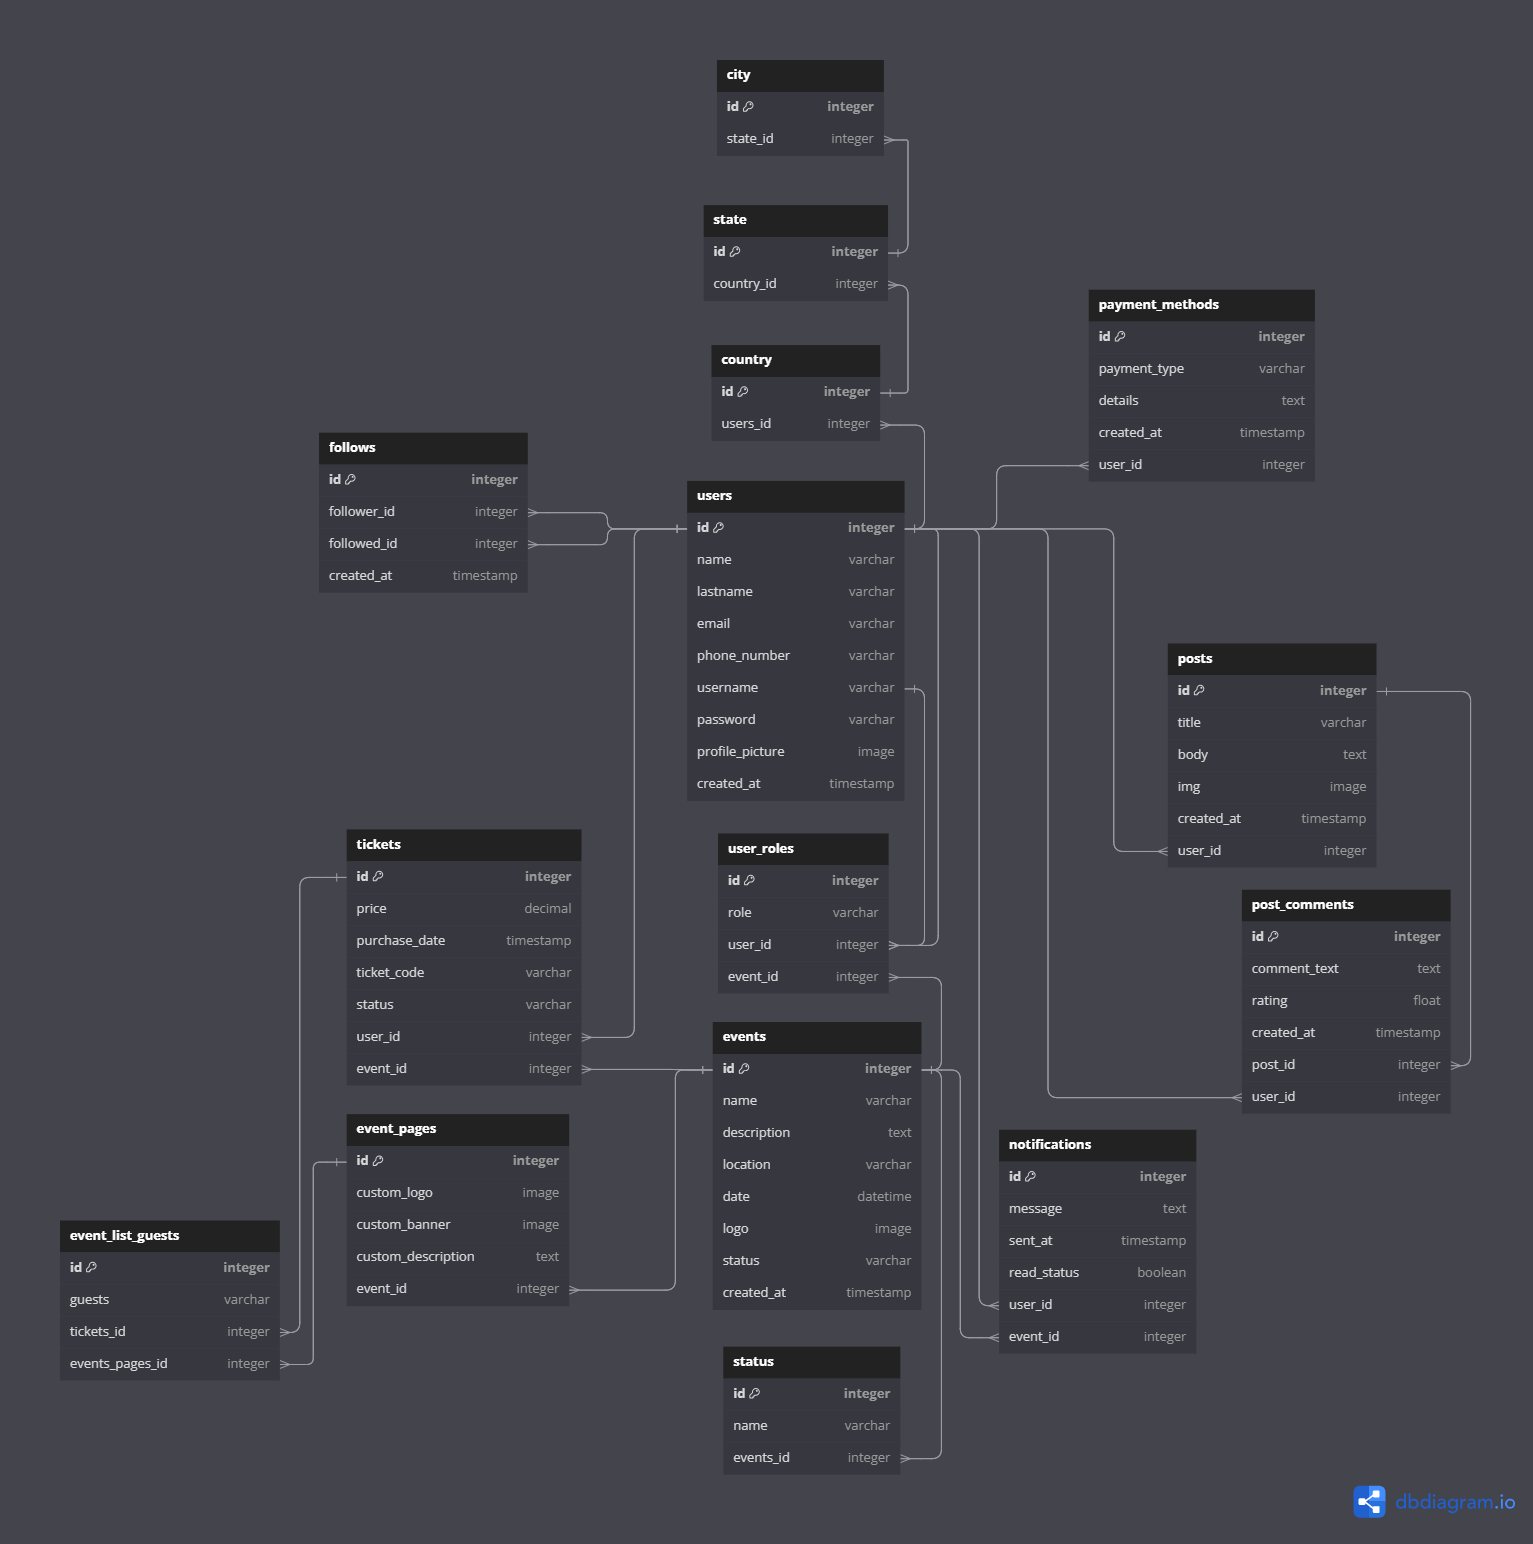 city
id integer
state_id integer
state
id integer
country_id integer
country
id integer
users_id integer
payment_methods
id integer
payment_type varchar
details text
created_at timestamp
user_id integer
follows
id integer
follower_id integer
followed_id integer
created_at timestamp
users
id integer
name varchar
lastname varchar
email varchar
phone_number varchar
username varchar
password varchar
profile_picture image
created_at timestamp
posts
id integer
title varchar
body text
img image
created_at timestamp
user_id integer
tickets
id integer
price decimal
purchase_date timestamp
ticket_code varchar
status varchar
user_id integer
event_id integer
user_roles
id integer
role varchar
user_id integer
event_id integer
post_comments
id integer
comment_text text
rating float
created_at timestamp
post_id integer
user_id integer
events
id integer
name varchar
description text
location varchar
date datetime
logo image
status varchar
created_at timestamp
event_pages
id integer
custom_logo image
custom_banner image
custom_description text
event_id integer
notifications
id integer
message text
sent_at timestamp
read_status boolean
user_id integer
event_id integer
event_list_guests
id integer
guests varchar
tickets_id integer
events_pages_id integer
status
id integer
name varchar
events_id integer
dbdiagram.io